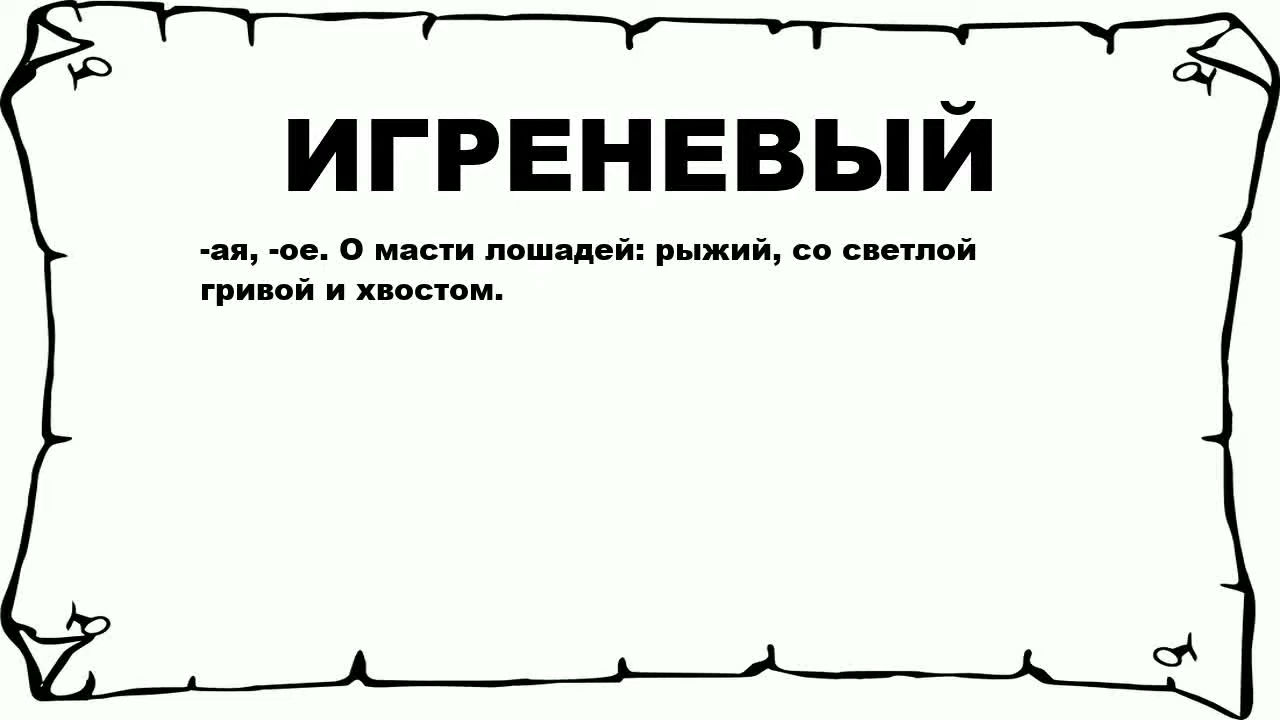 ИГРЕНЕВЫЙ
-ая, -ое. О масти лошадей: рыжий, со светлой
гривой и хвостом.